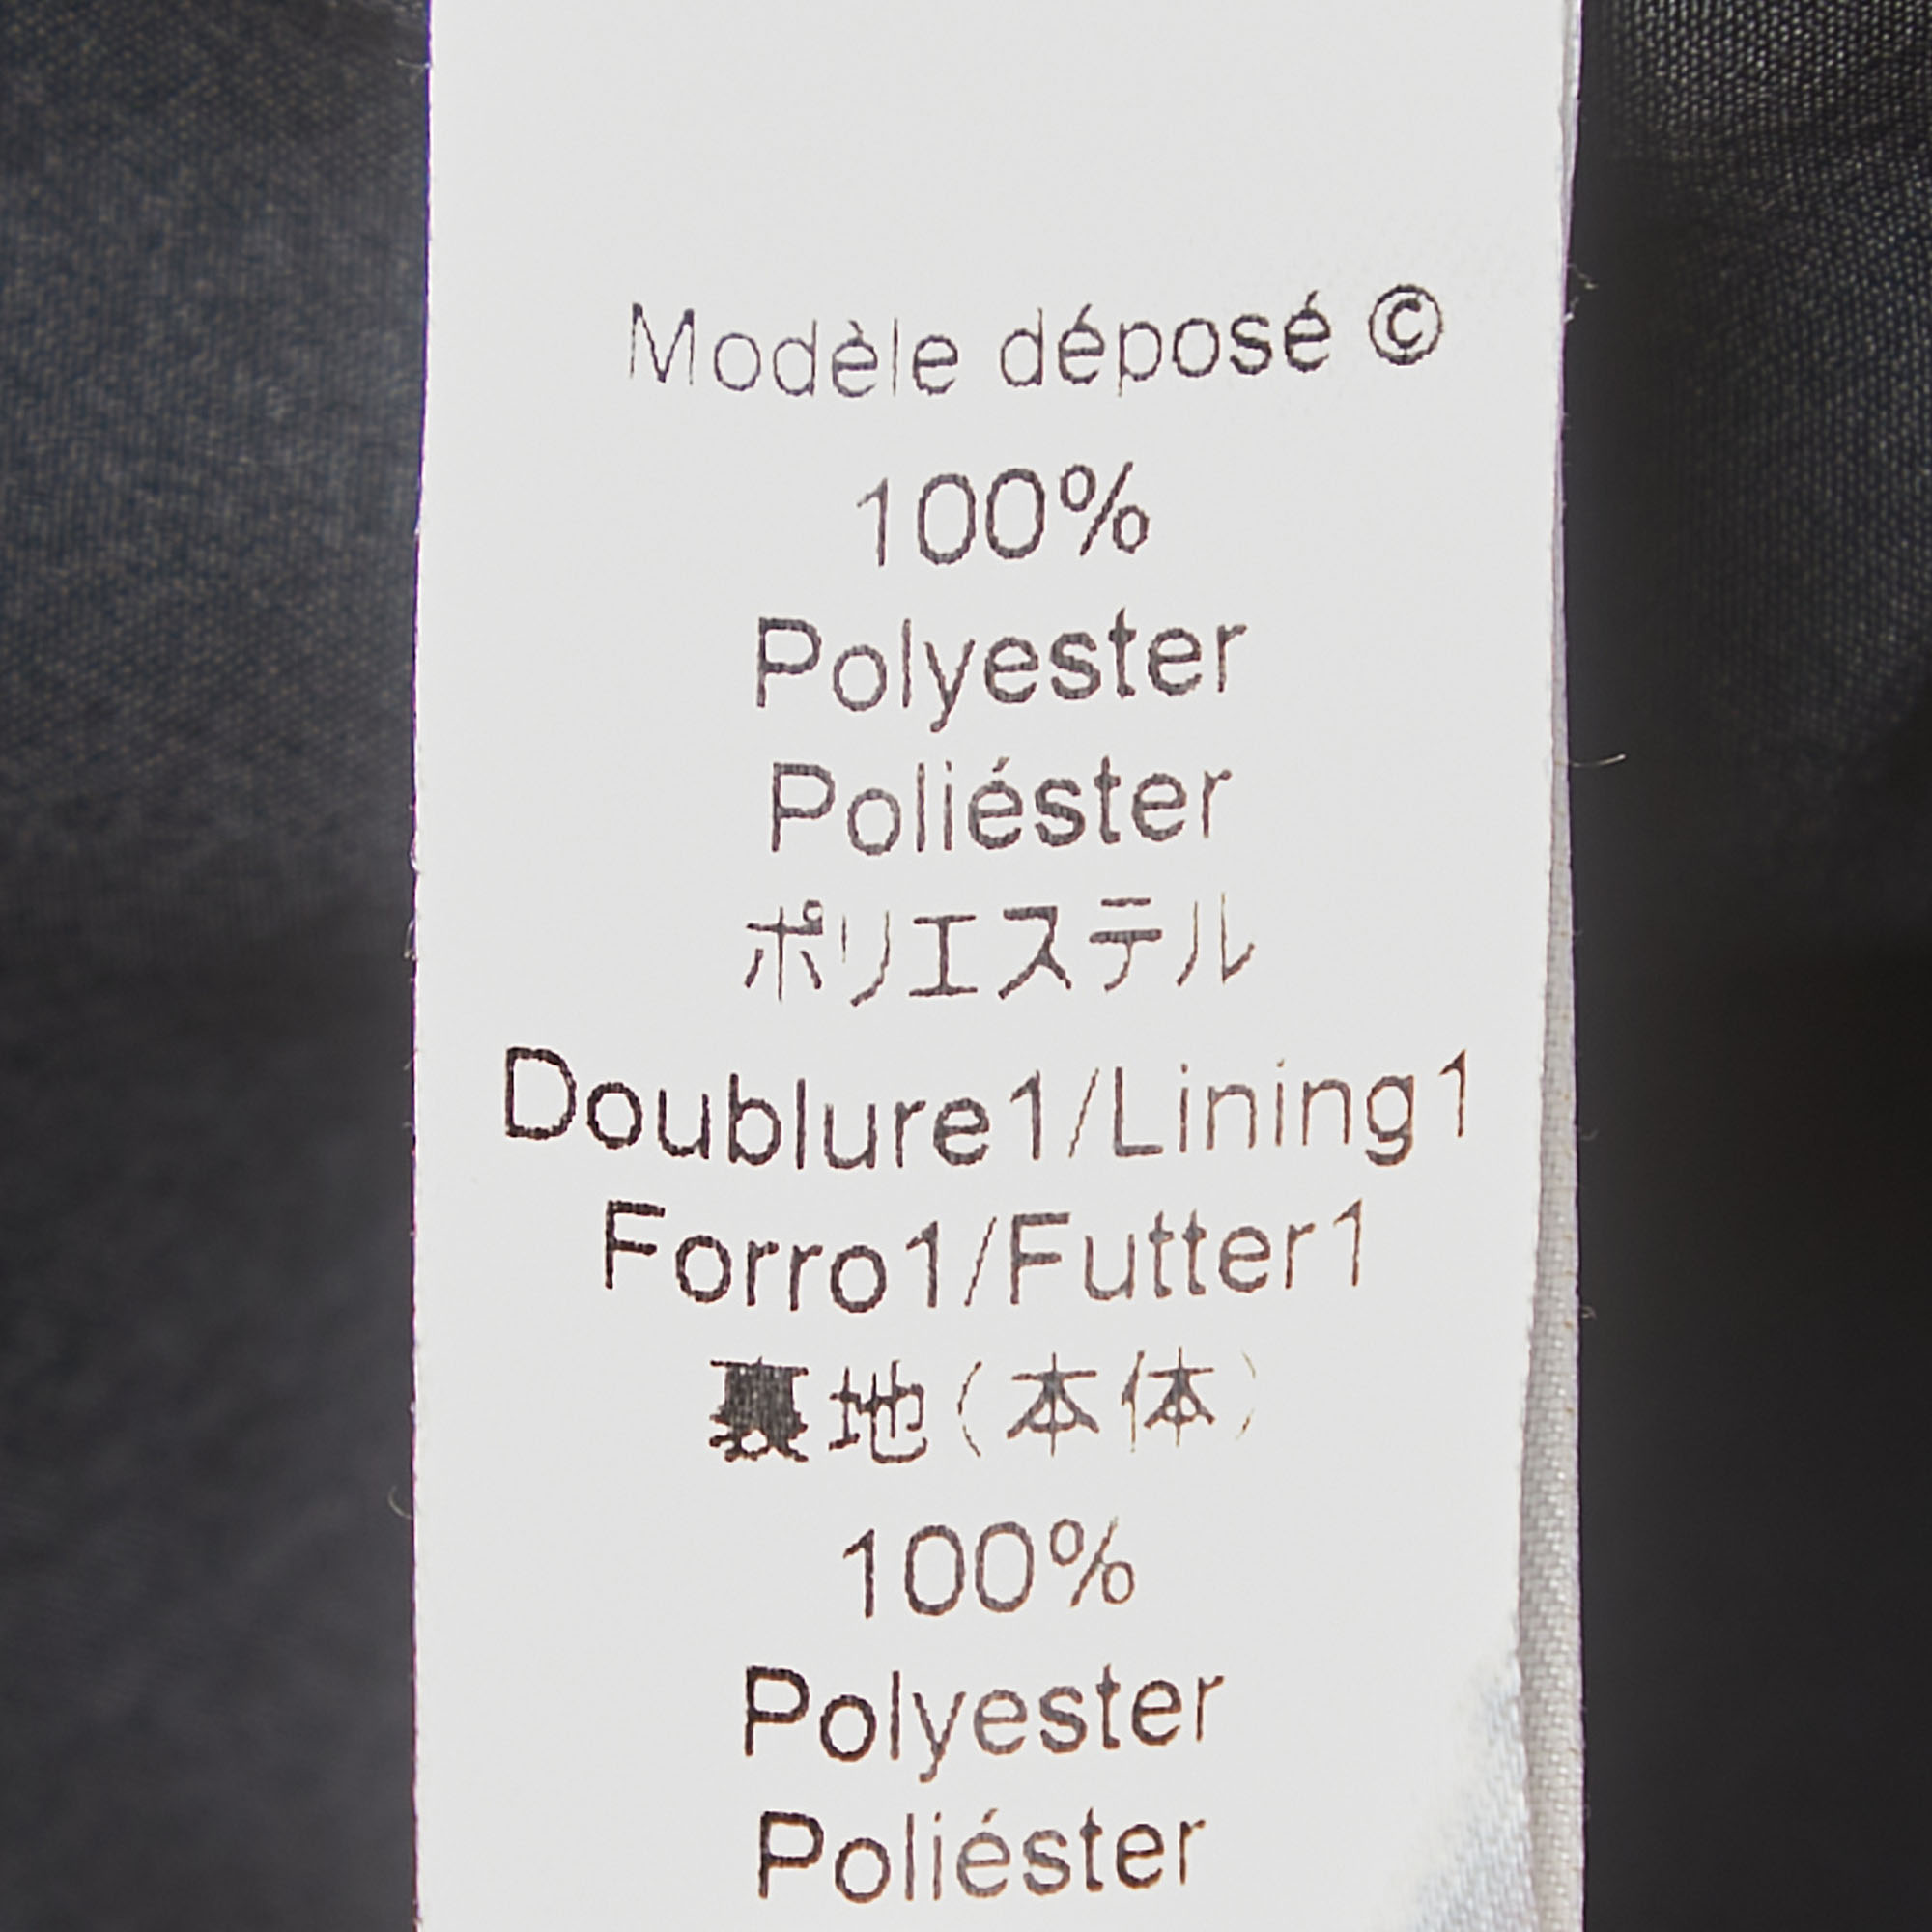 Modèle déposé ©
100%
Polyester
Poliéster
ポリエステル
Doublure1/Lining1
Forro1/Futter1
裏地(本体)
100%
Polyester
Poliéster